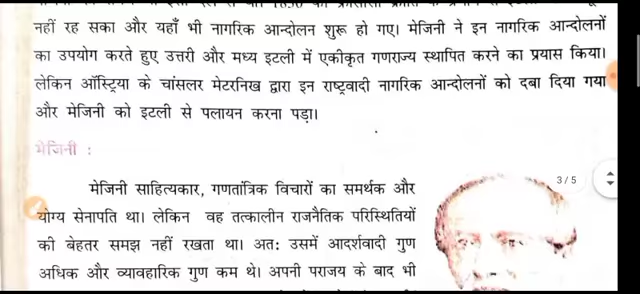 नहीं रह सका और यहाँ भी नागरिक आन्दोलन शुरू हो गए। मेजिनी ने इन नागरिक आन्दोलनों
का उपयोग करते हुए उत्तरी और मध्य इटली में एकीकृत गणराज्य स्थापित करने का प्रयास किया।
लेकिन ऑस्ट्रिया के चांसलर मेटरनिख द्वारा इन राष्ट्रवादी नागरिक आन्दोलनों को दबा दिया गया
और मेजिनी को इटली से पलायन करना पड़ा।
मेजिनी :
3/5
मेजिनी साहित्यकार, गणतांत्रिक विचारों का समर्थक और
योग्य सेनापति था। लेकिन वह तत्कालीन राजनैतिक परिस्थितियों
की बेहतर समझ नहीं रखता था। अतः उसमें आदर्शवादी गुण
अधिक और व्यावहारिक गुण कम थे। अपनी पराजय के बाद भी